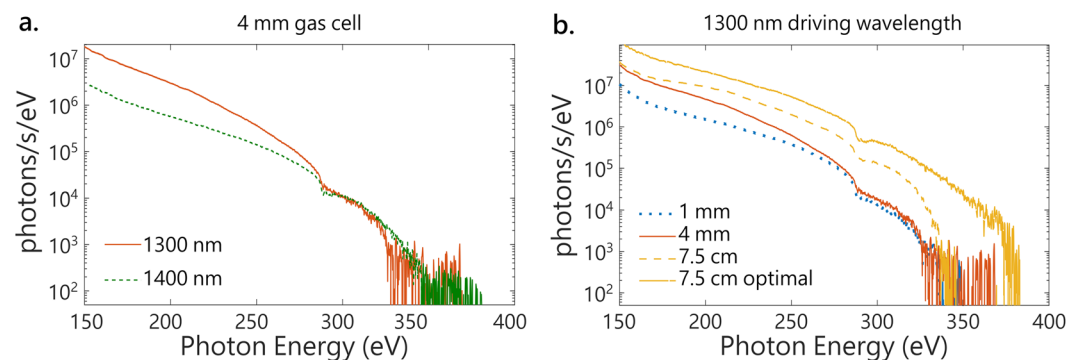 a.
4 mm gas cell
photons/s/eV
10^7
10^6
10^5
10^4
10^3
10^2
1300 nm
1400 nm
150
200
250
300
350
400
Photon Energy (eV)
b.
1300 nm driving wavelength
photons/s/eV
10^7
10^6
10^5
10^4
10^3
10^2
1 mm
4 mm
7.5 cm
7.5 cm optimal
150
200
250
300
350
400
Photon Energy (eV)